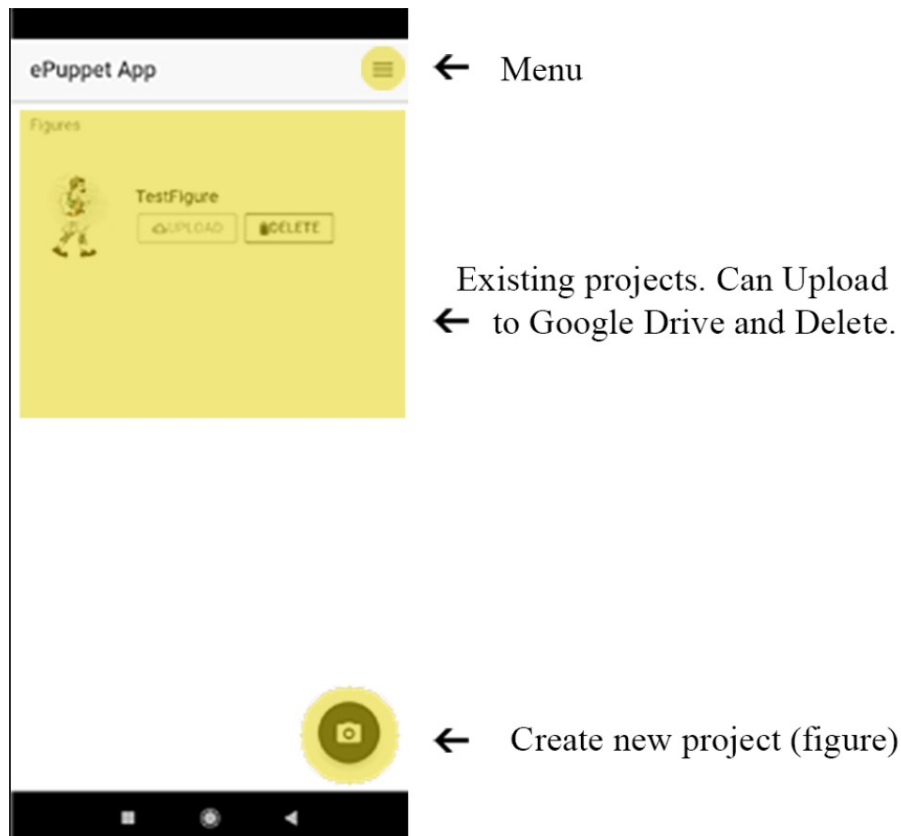 ePuppet App
Menu
Figures
TestFigure
UPLOAD DELETE
Existing projects. Can Upload
to Google Drive and Delete.
Create new project (figure)